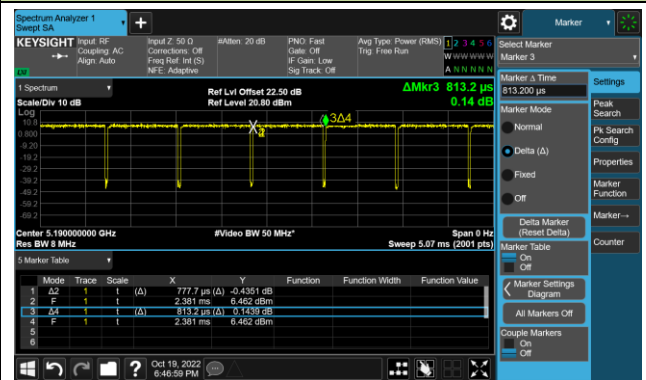 Spectrum Analyzer 1
Swept SA
+
Marker
KEYSIGHT
Input: RF
Coupling: AC
Align: Auto
Input Z: 50 Ω
Corrections: Off
Freq Ref: Int (S)
NFE: Adaptive
#Atten: 20 dB
PNO: Fast
Gate: Off
IF Gain: Low
Sig Track: Off
Avg Type: Power (RMS)
Trig: Free Run
1 2 3 4 5 6
W W W W W W
A N N N N N
LXI
Select Marker
Marker 3
1 Spectrum
Scale/Div 10 dB
Ref Lvl Offset 22.50 dB
Ref Level 20.80 dBm
ΔMkr3 813.2 µs
0.14 dB
Log
10.8
0.800
-9.20
-19.2
-29.2
-39.2
-49.2
-59.2
-69.2
3Δ4
Center 5.190000000 GHz
Res BW 8 MHz
#Video BW 50 MHz*
Span 0 Hz
Sweep 5.07 ms (2001 pts)
5 Marker Table
Mode Trace Scale X Y Function Function Width Function Value
1 Δ2 1 t (Δ) 777.7 µs (Δ) -0.4351 dB
2 F 1 t 2.381 ms 6.462 dBm
3 Δ4 1 t (Δ) 813.2 µs (Δ) 0.1439 dB
4 F 1 t 2.381 ms 6.462 dBm
5
6
Marker Δ Time
813.200 µs
Marker Mode
Normal
Delta (Δ)
Fixed
Off
Delta Marker
(Reset Delta)
Marker Table
On
Off
Marker Settings
Diagram
All Markers Off
Couple Markers
On
Off
Settings
Peak
Search
Pk Search
Config
Properties
Marker
Function
Marker→
Counter
?
Oct 19, 2022
6:46:59 PM